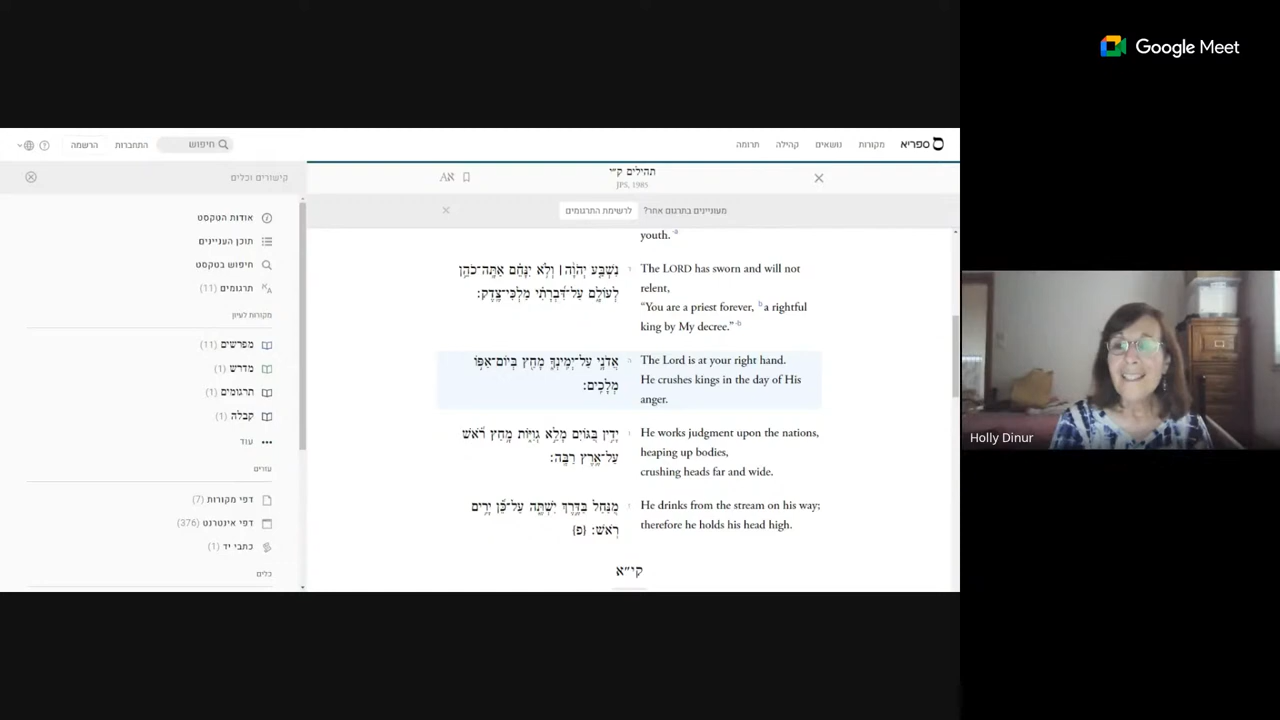 Google Meet
ספריא
מקורות
נושאים
קהילה
תרומה
חיפוש
התחברות
הרשמה
תהילים ק״י
JPS, 1985
אA
קישורים וכלים
מעוניינים בתרגום אחר?
לרשימת התרגומים
אודות הטקסט
תוכן העניינים
חיפוש בטקסט
תרגומים (11)
מקורות לעיון
מפרשים (11)
מדרש (1)
תרגומים (1)
קבלה (1)
עוד
עזרים
דפי מקורות (7)
דפי אינטרנט (376)
כתבי יד (1)
כלים
youth. -a
נִשְׁבַּ֤ע יְהֹוָ֨ה ׀ וְלֹ֥א יִנָּחֵ֗ם אַתָּֽה־כֹהֵ֥ן
לְעוֹלָ֑ם עַל־דִּ֝בְרָתִ֗י מַלְכִּי־צֶֽדֶק׃
The LORD has sworn and will not
relent,
“You are a priest forever, b a rightful
king by My decree.”-b
אֲדֹנָ֥י עַל־יְמִֽינְךָ֑ מָחַ֖ץ בְּיוֹם־אַפּ֣וֹ
מְלָכִֽים׃
The Lord is at your right hand.
He crushes kings in the day of His
anger.
יָדִ֣ין בַּ֭גּוֹיִם מָלֵ֣א גְוִיּ֑וֹת מָ֥חַץ רֹ֝֗אשׁ
עַל־אֶ֥רֶץ רַבָּֽה׃
He works judgment upon the nations,
heaping up bodies,
crushing heads far and wide.
מִ֭נַּחַל בַּדֶּ֣רֶךְ יִשְׁתֶּ֑ה עַל־כֵּ֝֗ן יָרִ֥ים
רֹֽאשׁ׃ {פ}
He drinks from the stream on his way;
therefore he holds his head high.
קי״א
Holly Dinur